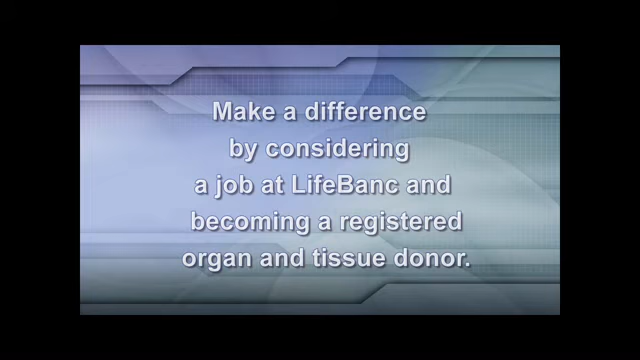 Make a difference
by considering
a job at LifeBanc and
becoming a registered
organ and tissue donor.